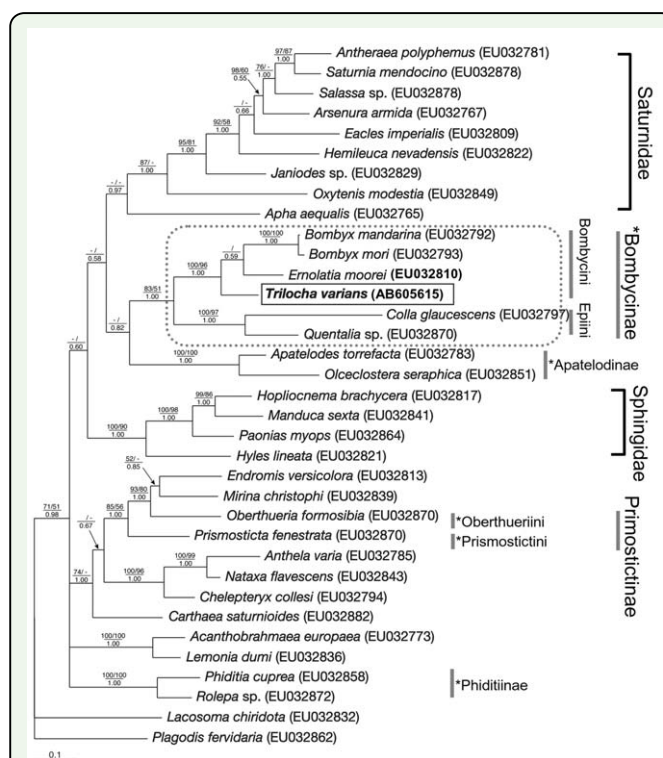 97/87
Antheraea polyphemus (EU032781)
76/-
1.00
98/60
1.00
Saturnia mendocino (EU032878)
0.55
Salassa sp. (EU032878)
-/-
0.66
Arsenura armida (EU032767)
92/58
1.00
Eacles imperialis (EU032809)
95/81
1.00
Hemileuca nevadensis (EU032822)
87/-
1.00
Janiodes sp. (EU032829)
-/-
0.97
Oxytenis modestia (EU032849)
Apha aequalis (EU032765)
Saturnidae
100/100
1.00
Bombyx mandarina (EU032792)
-/-
0.58
Bombyx mori (EU032793)
100/96
1.00
/
0.59
Ernolatia moorei (EU032810)
83/51
1.00
Trilocha varians (AB605615)
Bombycini
*Bombycinae
100/97
1.00
Colla glaucescens (EU032797)
-/
0.82
Quentalia sp. (EU032870)
Epiini
-/
0.60
100/100
1.00
Apatelodes torrefacta (EU032783)
Olceclostera seraphica (EU032851)
*Apatelodinae
99/86
1.00
Hopliocnema brachycera (EU032817)
100/98
1.00
Manduca sexta (EU032841)
100/90
1.00
Paonias myops (EU032864)
Hyles lineata (EU032821)
Sphingidae
52/-
0.85
Endromis versicolora (EU032813)
93/80
1.00
Mirina christophi (EU032839)
71/51
0.98
85/56
1.00
Oberthueria formosibia (EU032870)
*Oberthueriini
-/-
0.67
Prismosticta fenestrata (EU032870)
*Prismostictini
Primostictinae
100/99
1.00
Anthela varia (EU032785)
74/-
1.00
100/96
1.00
Nataxa flavescens (EU032843)
Chelepteryx collesi (EU032794)
Carthaea saturnioides (EU032882)
100/100
1.00
Acanthobrahmaea europaea (EU032773)
Lemonia dumi (EU032836)
100/100
1.00
Phiditia cuprea (EU032858)
*Phiditiinae
Rolepa sp. (EU032872)
Lacosoma chiridota (EU032832)
Plagodis fervidaria (EU032862)
0.1